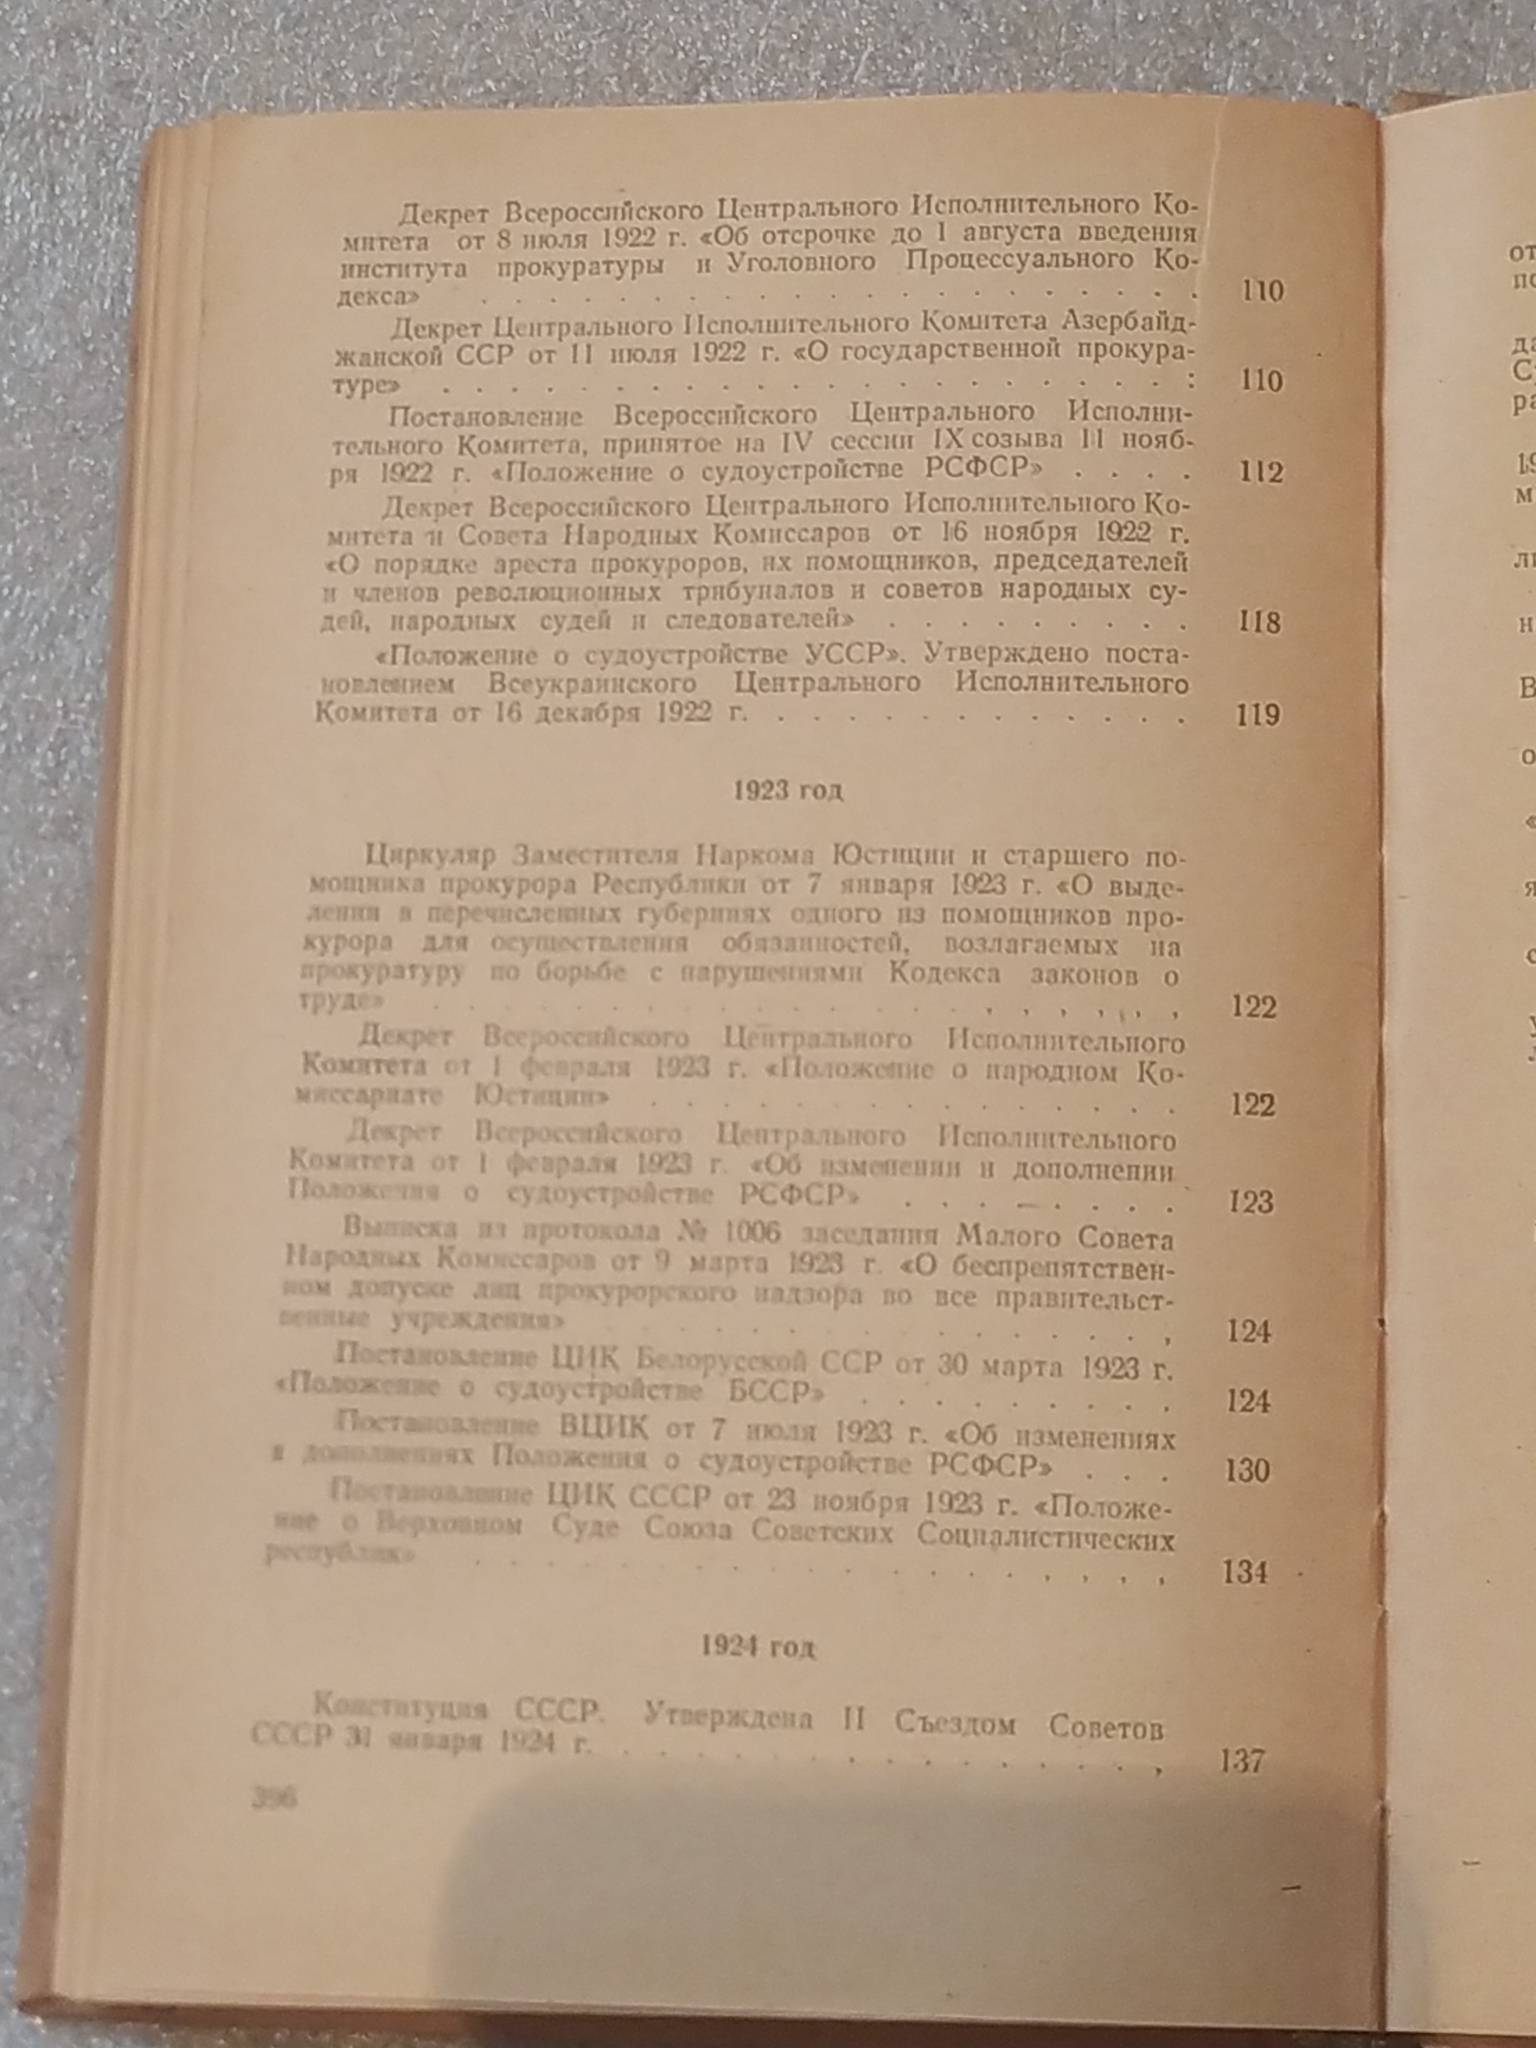 Декрет Всероссийского Центрального Исполнительного Ко-
митета от 8 июля 1922 г. «Об отсрочке до 1 августа введения
института прокуратуры и Уголовного Процессуального Ко-
декса» . . . . . . . . . . . . . . . . . . . . 110
Декрет Центрального Исполнительного Комитета Азербайд-
жанской ССР от 11 июля 1922 г. «О государственной прокура-
туре» . . . . . . . . . . . . . . . . . . . . . : 110
Постановление Всероссийского Центрального Исполни-
тельного Комитета, принятое на IV сессии IX созыва 11 нояб-
ря 1922 г. «Положение о судоустройстве РСФСР» . . . . 112
Декрет Всероссийского Центрального Исполнительного Ко-
митета и Совета Народных Комиссаров от 16 ноября 1922 г.
«О порядке ареста прокуроров, их помощников, председателей
и членов революционных трибуналов и советов народных су-
дей, народных судей и следователей» . . . . . . . . . 118
«Положение о судоустройстве УССР». Утверждено поста-
новлением Всеукраинского Центрального Исполнительного
Комитета от 16 декабря 1922 г. . . . . . . . . . . . . 119
1923 год
Циркуляр Заместителя Наркома Юстиции и старшего по-
мощника прокурора Республики от 7 января 1923 г. «О выде-
лении в перечисленных губерниях одного из помощников про-
курора для осуществления обязанностей, возлагаемых на
прокуратуру по борьбе с нарушениями Кодекса законов о
труде» . . . . . . . . . . . . . . , , , , , , 122
Декрет Всероссийского Центрального Исполнительного
Комитета от 1 февраля 1923 г. «Положение о народном Ко-
миссариате Юстиции» . . . . . . . . . . . . . . . 122
Декрет Всероссийского Центрального Исполнительного
Комитета от 1 февраля 1923 г. «Об изменении и дополнении
Положения о судоустройстве РСФСР» . . . . . . . . 123
Выписка из протокола № 1006 заседания Малого Совета
Народных Комиссаров от 9 марта 1923 г. «О беспрепятствен-
ном допуске лиц прокурорского надзора во все правительст-
венные учреждения» . . . . . . . . . . . . . . , 124
Постановление ЦИК Белорусской ССР от 30 марта 1923 г.
«Положение о судоустройстве БССР» . . . . . . . . . 124
Постановление ВЦИК от 7 июля 1923 г. «Об изменениях
и дополнениях Положения о судоустройстве РСФСР» . . . 130
Постановление ЦИК СССР от 23 ноября 1923 г. «Положе-
ние о Верховном Суде Союза Советских Социалистических
республик» . . . . . . . . . . . . . . . . , , , 134
1924 год
Конституция СССР. Утверждена II Съездом Советов
СССР 31 января 1924 г. . . . . . . . . . . . . . . , 137
396